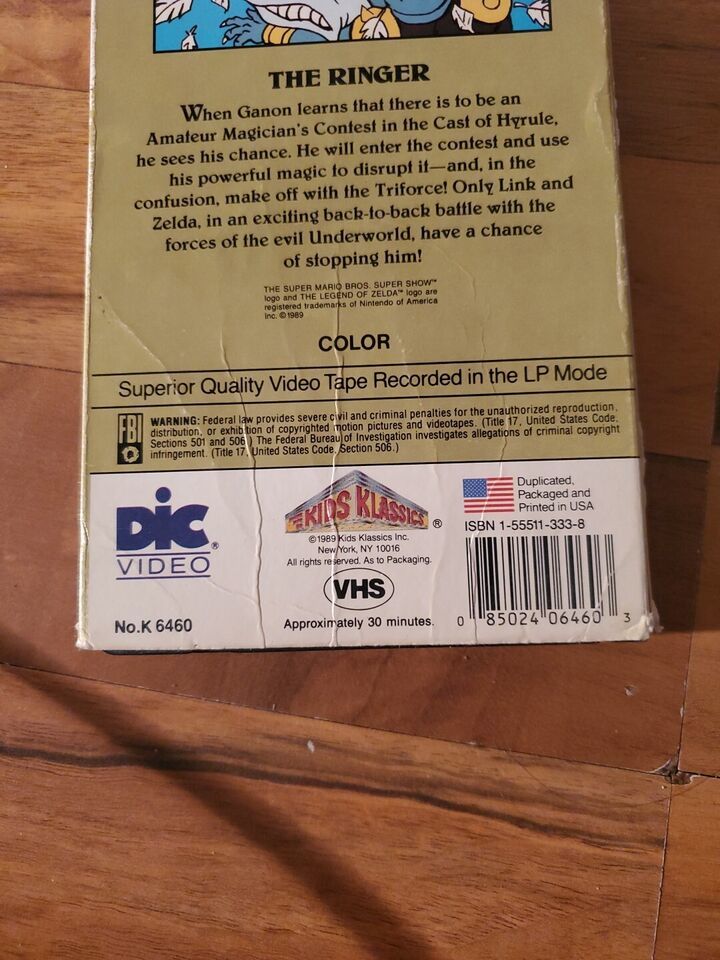 THE RINGER
When Ganon learns that there is to be an
Amateur Magician's Contest in the Cast of Hyrule,
he sees his chance. He will enter the contest and use
his powerful magic to disrupt it—and, in the
confusion, make off with the Triforce! Only Link and
Zelda, in an exciting back-to-back battle with the
forces of the evil Underworld, have a chance
of stopping him!
THE SUPER MARIO BROS. SUPER SHOW™
logo and THE LEGEND OF ZELDA™ logo are
registered trademarks of Nintendo of America
Inc. ©1989
COLOR
Superior Quality Video Tape Recorded in the LP Mode
FBI
WARNING: Federal law provides severe civil and criminal penalties for the unauthorized reproduction,
distribution, or exhibition of copyrighted motion pictures and videotapes. (Title 17, United States Code,
Sections 501 and 506.) The Federal Bureau of Investigation investigates allegations of criminal copyright
infringement. (Title 17, United States Code, Section 506.)
DIC®
VIDEO
No.K 6460
THE KIDS KLASSICS®
©1989 Kids Klassics Inc.
New York, NY 10016
All rights reserved. As to Packaging.
VHS
Approximately 30 minutes.
Duplicated,
Packaged and
Printed in USA
ISBN 1-55511-333-8
0 85024 06460 3